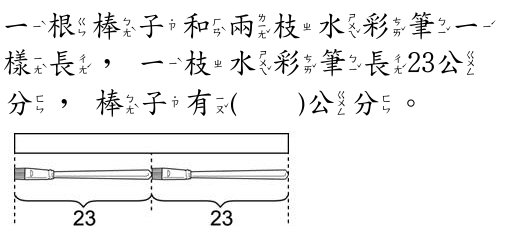 一根棒子和兩枝水彩筆一
樣長，一枝水彩筆長23公
分，棒子有(　　)公分。
23 23